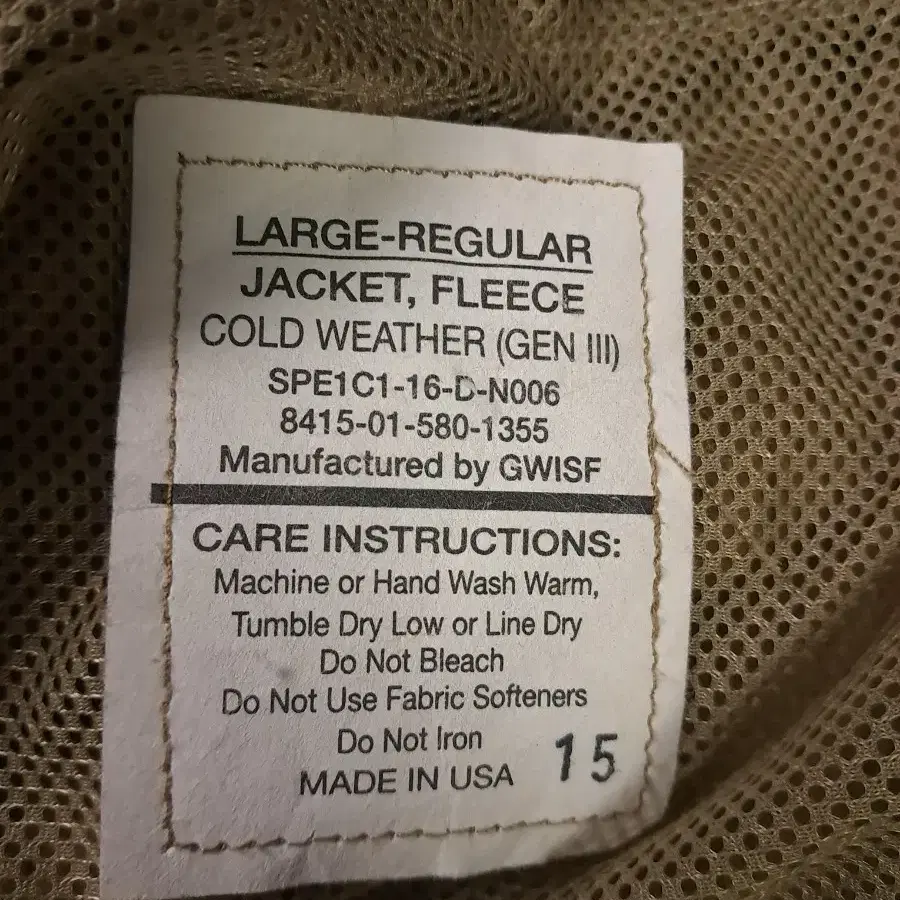 LARGE-REGULAR
JACKET, FLEECE
COLD WEATHER (GEN III)
SPE1C1-16-D-N006
8415-01-580-1355
Manufactured by GWISF
CARE INSTRUCTIONS:
Machine or Hand Wash Warm,
Tumble Dry Low or Line Dry
Do Not Bleach
Do Not Use Fabric Softeners
Do Not Iron
MADE IN USA 15